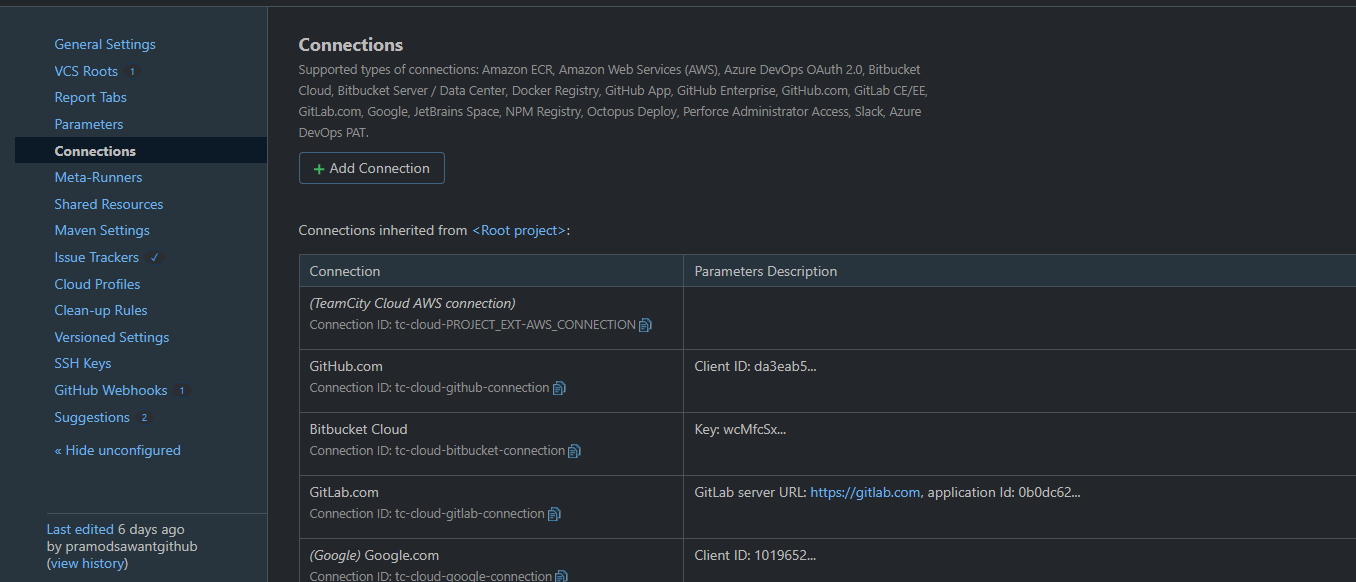 General Settings
VCS Roots 1
Report Tabs
Parameters
Connections
Meta-Runners
Shared Resources
Maven Settings
Issue Trackers ✓
Cloud Profiles
Clean-up Rules
Versioned Settings
SSH Keys
GitHub Webhooks 1
Suggestions 2
« Hide unconfigured
Last edited 6 days ago
by pramodsawantgithub
(view history)
Connections
Supported types of connections: Amazon ECR, Amazon Web Services (AWS), Azure DevOps OAuth 2.0, Bitbucket
Cloud, Bitbucket Server / Data Center, Docker Registry, GitHub App, GitHub Enterprise, GitHub.com, GitLab CE/EE,
GitLab.com, Google, JetBrains Space, NPM Registry, Octopus Deploy, Perforce Administrator Access, Slack, Azure
DevOps PAT.
+ Add Connection
Connections inherited from <Root project>:
Connection Parameters Description
(TeamCity Cloud AWS connection)
Connection ID: tc-cloud-PROJECT_EXT-AWS_CONNECTION
GitHub.com Client ID: da3eab5...
Connection ID: tc-cloud-github-connection
Bitbucket Cloud Key: wcMfcSx...
Connection ID: tc-cloud-bitbucket-connection
GitLab.com GitLab server URL: https://gitlab.com, application Id: 0b0dc62...
Connection ID: tc-cloud-gitlab-connection
(Google) Google.com Client ID: 1019652...
Connection ID: tc-cloud-google-connection